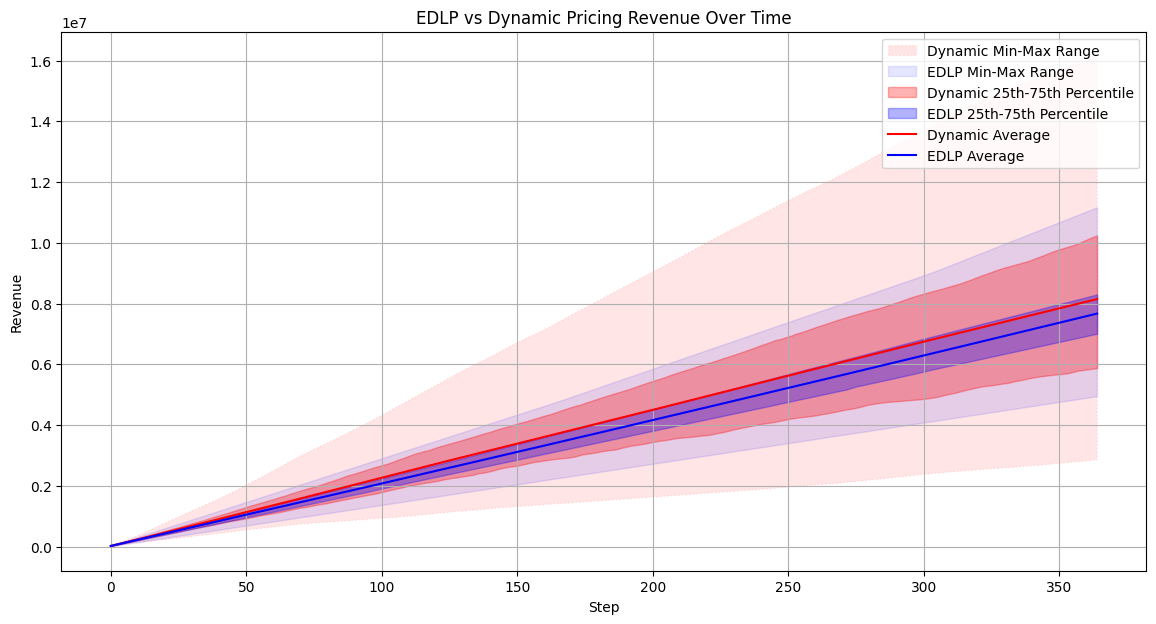 EDLP vs Dynamic Pricing Revenue Over Time
1e7
Dynamic Min-Max Range
EDLP Min-Max Range
Dynamic 25th-75th Percentile
EDLP 25th-75th Percentile
Dynamic Average
EDLP Average
1.6
1.4
1.2
1.0
0.8
0.6
0.4
0.2
0.0
Revenue
0 50 100 150 200 250 300 350
Step